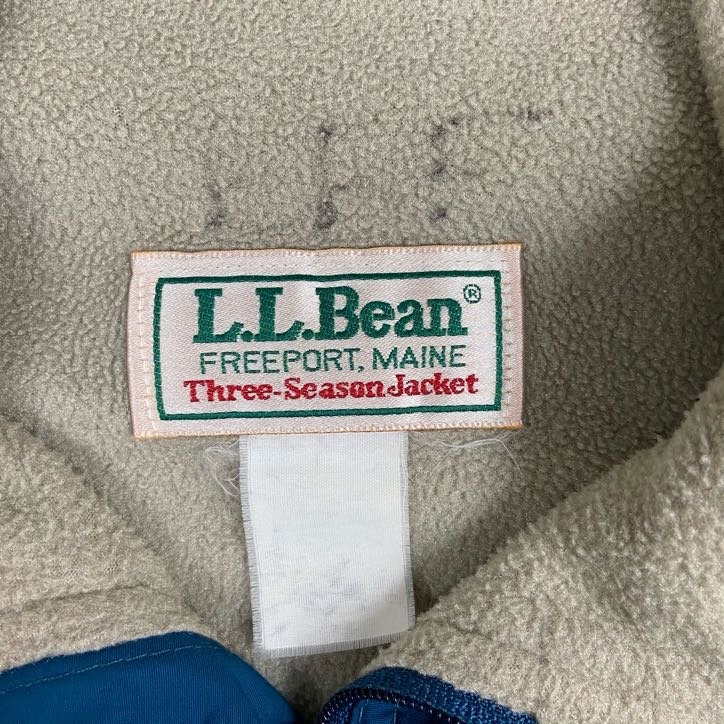 L.L.Bean®
FREEPORT, MAINE
Three-Season Jacket